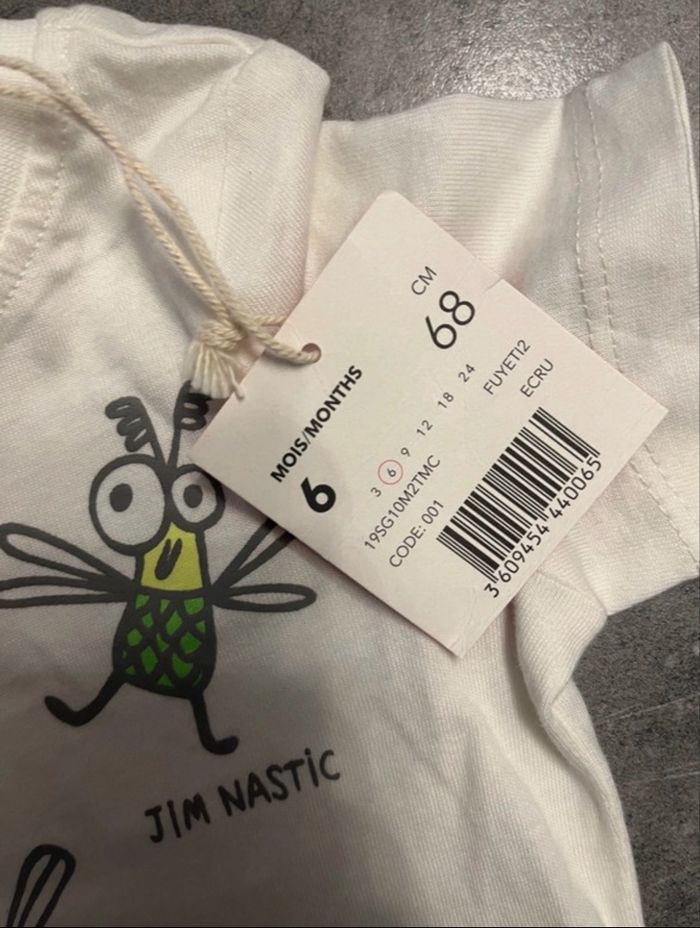 CM
68
MOIS/MONTHS
6
3 6 9 12 18 24
19SG10M2TMC
CODE: 001
FUYETI2
ECRU
3 609454 440065
JIM NASTIC